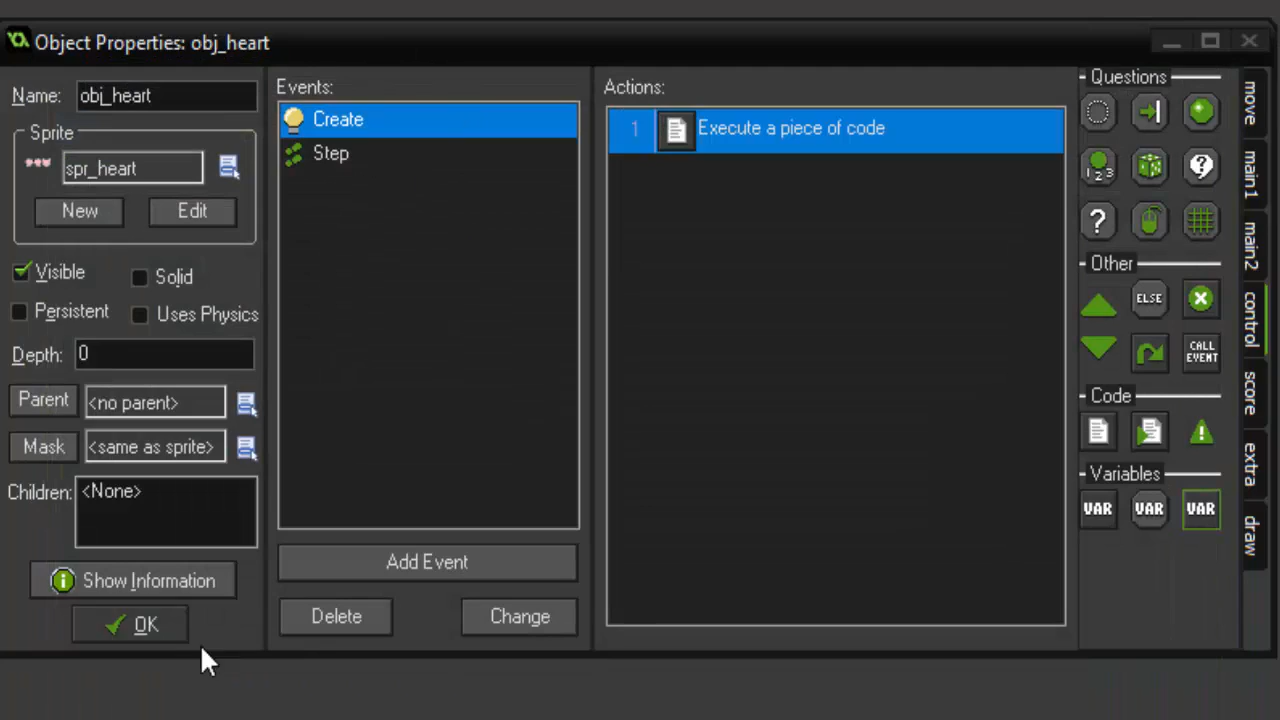 Object Properties: obj_heart
Name: obj_heart
Sprite
spr_heart
New Edit
Visible Solid
Persistent Uses Physics
Depth: 0
Parent <no parent>
Mask <same as sprite>
Children: <None>
Show Information
OK
Events:
Create
Step
Add Event
Delete Change
Actions:
1 Execute a piece of code
Questions
1 2 3
?
?
Other
ELSE
CALL
EVENT
Code
Variables
VAR VAR VAR
move
main1
main2
control
score
extra
draw